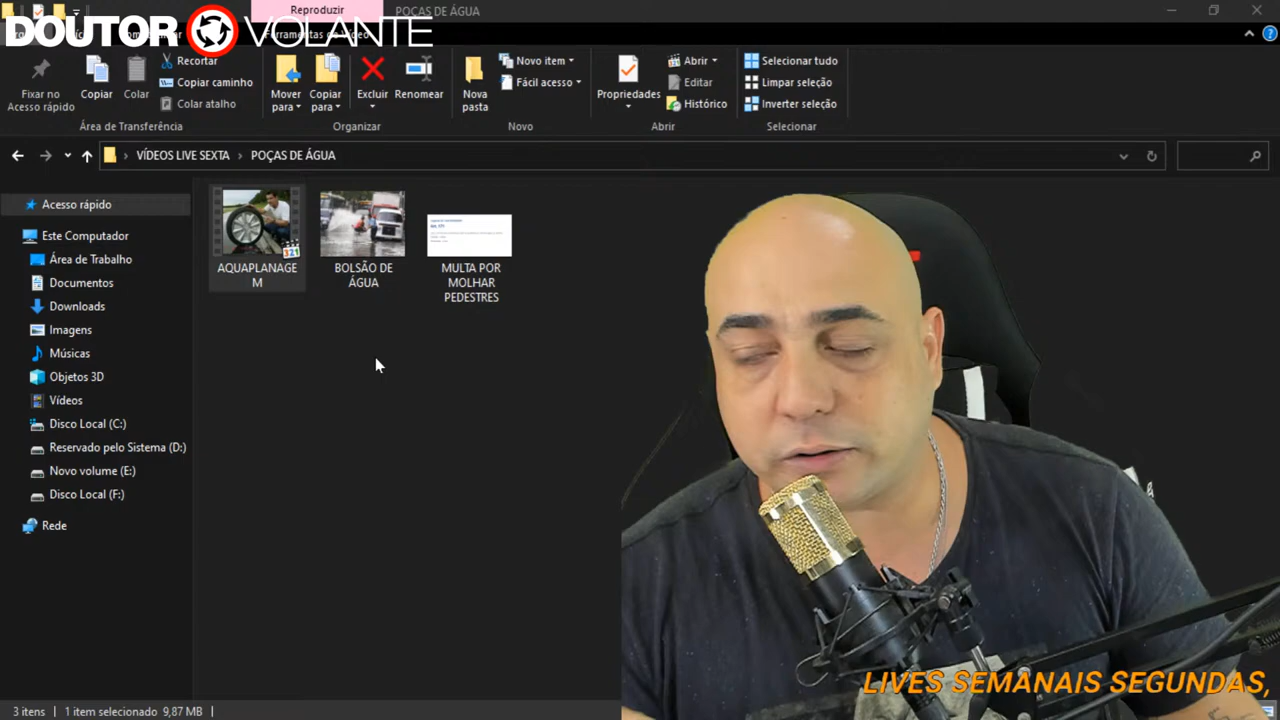 Reproduzir
POÇAS DE ÁGUA
DOUTOR VOLANTE
Ferramentas de Vídeo
Fixar no
Acesso rápido
Copiar
Colar
Recortar
Copiar caminho
Colar atalho
Área de Transferência
Mover
para
Copiar
para
Excluir
Renomear
Organizar
Nova
pasta
Novo item
Fácil acesso
Novo
Propriedades
Abrir
Editar
Histórico
Abrir
Selecionar tudo
Limpar seleção
Inverter seleção
Selecionar
VÍDEOS LIVE SEXTA
POÇAS DE ÁGUA
Acesso rápido
Este Computador
Área de Trabalho
Documentos
Downloads
Imagens
Músicas
Objetos 3D
Vídeos
Disco Local (C:)
Reservado pelo Sistema (D:)
Novo volume (E:)
Disco Local (F:)
Rede
321
AQUAPLANAGE
M
BOLSÃO DE
ÁGUA
MULTA POR
MOLHAR
PEDESTRES
LIVES SEMANAIS SEGUNDAS,
3 itens
1 item selecionado 9,87 MB